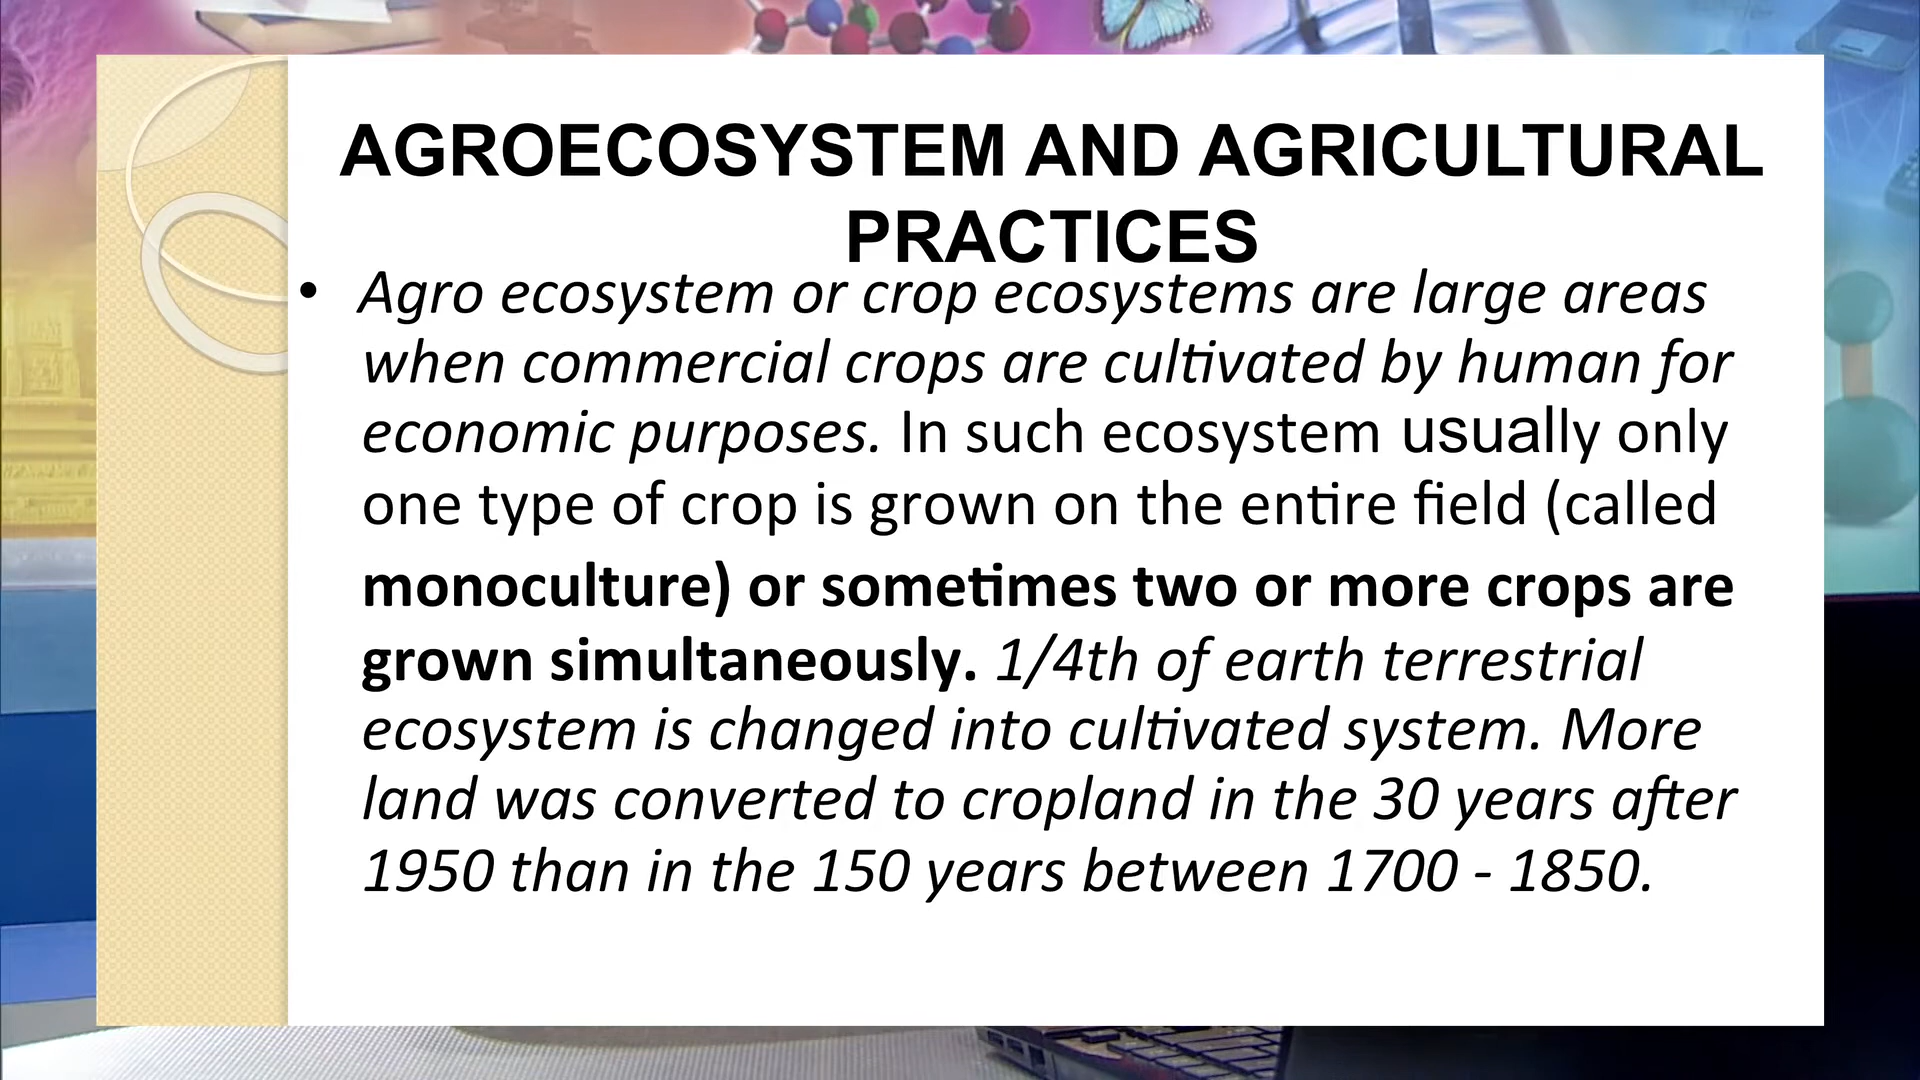 AGROECOSYSTEM AND AGRICULTURAL
PRACTICES
• Agro ecosystem or crop ecosystems are large areas
when commercial crops are cultivated by human for
economic purposes. In such ecosystem usually only
one type of crop is grown on the entire field (called
monoculture) or sometimes two or more crops are
grown simultaneously. 1/4th of earth terrestrial
ecosystem is changed into cultivated system. More
land was converted to cropland in the 30 years after
1950 than in the 150 years between 1700 - 1850.